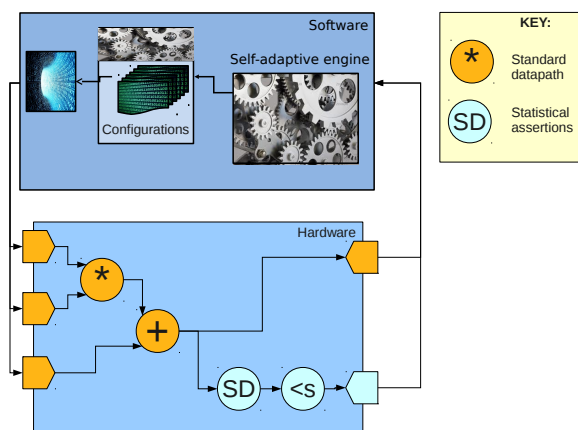 Software
Self-adaptive engine
Configurations
KEY:
*
Standard
datapath
SD
Statistical
assertions
Hardware
*
+
SD
<s